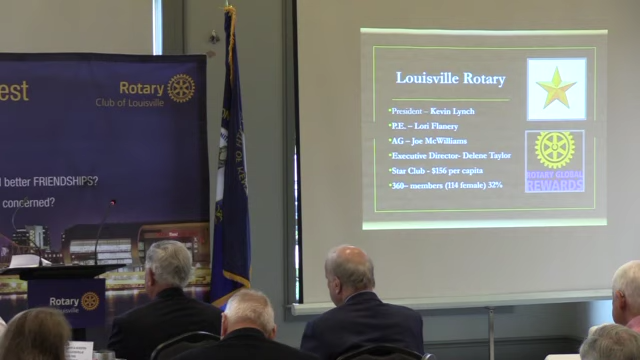 est
Rotary
Club of Louisville
better FRIENDSHIPS?
concerned?
Rotary
Louisville Rotary
•President – Kevin Lynch
•P.E. – Lori Flanery
•AG – Joe McWilliams
•Executive Director- Delene Taylor
•Star Club - $156 per capita
•360– members (114 female) 32%
ROTARY GLOBAL
REWARDS